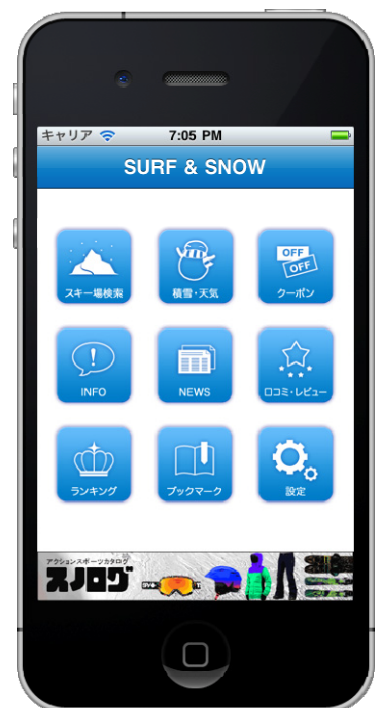 キャリア 7:05 PM
SURF & SNOW
スキー場検索 積雪・天気 OFF OFF クーポン
INFO NEWS 口コミ・レビュー
ランキング ブックマーク 設定
アクションスポーツカタログ
スノログ